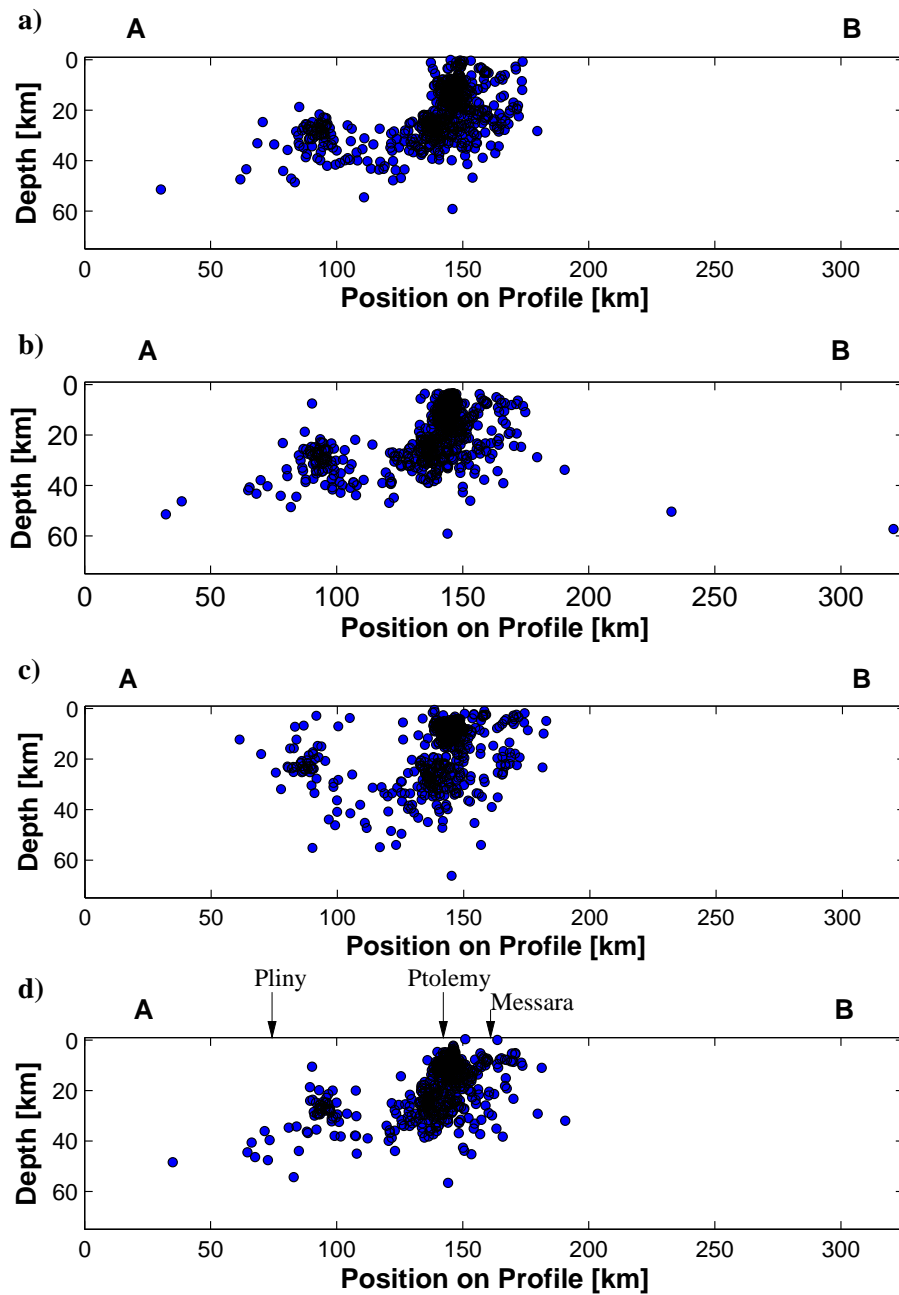 a)
A B
Depth [km]
0
20
40
60
0 50 100 150 200 250 300
Position on Profile [km]
b)
A B
Depth [km]
0
20
40
60
0 50 100 150 200 250 300
Position on Profile [km]
c)
A B
Depth [km]
0
20
40
60
0 50 100 150 200 250 300
Position on Profile [km]
Pliny Ptolemy
d)
A Messara B
Depth [km]
0
20
40
60
0 50 100 150 200 250 300
Position on Profile [km]